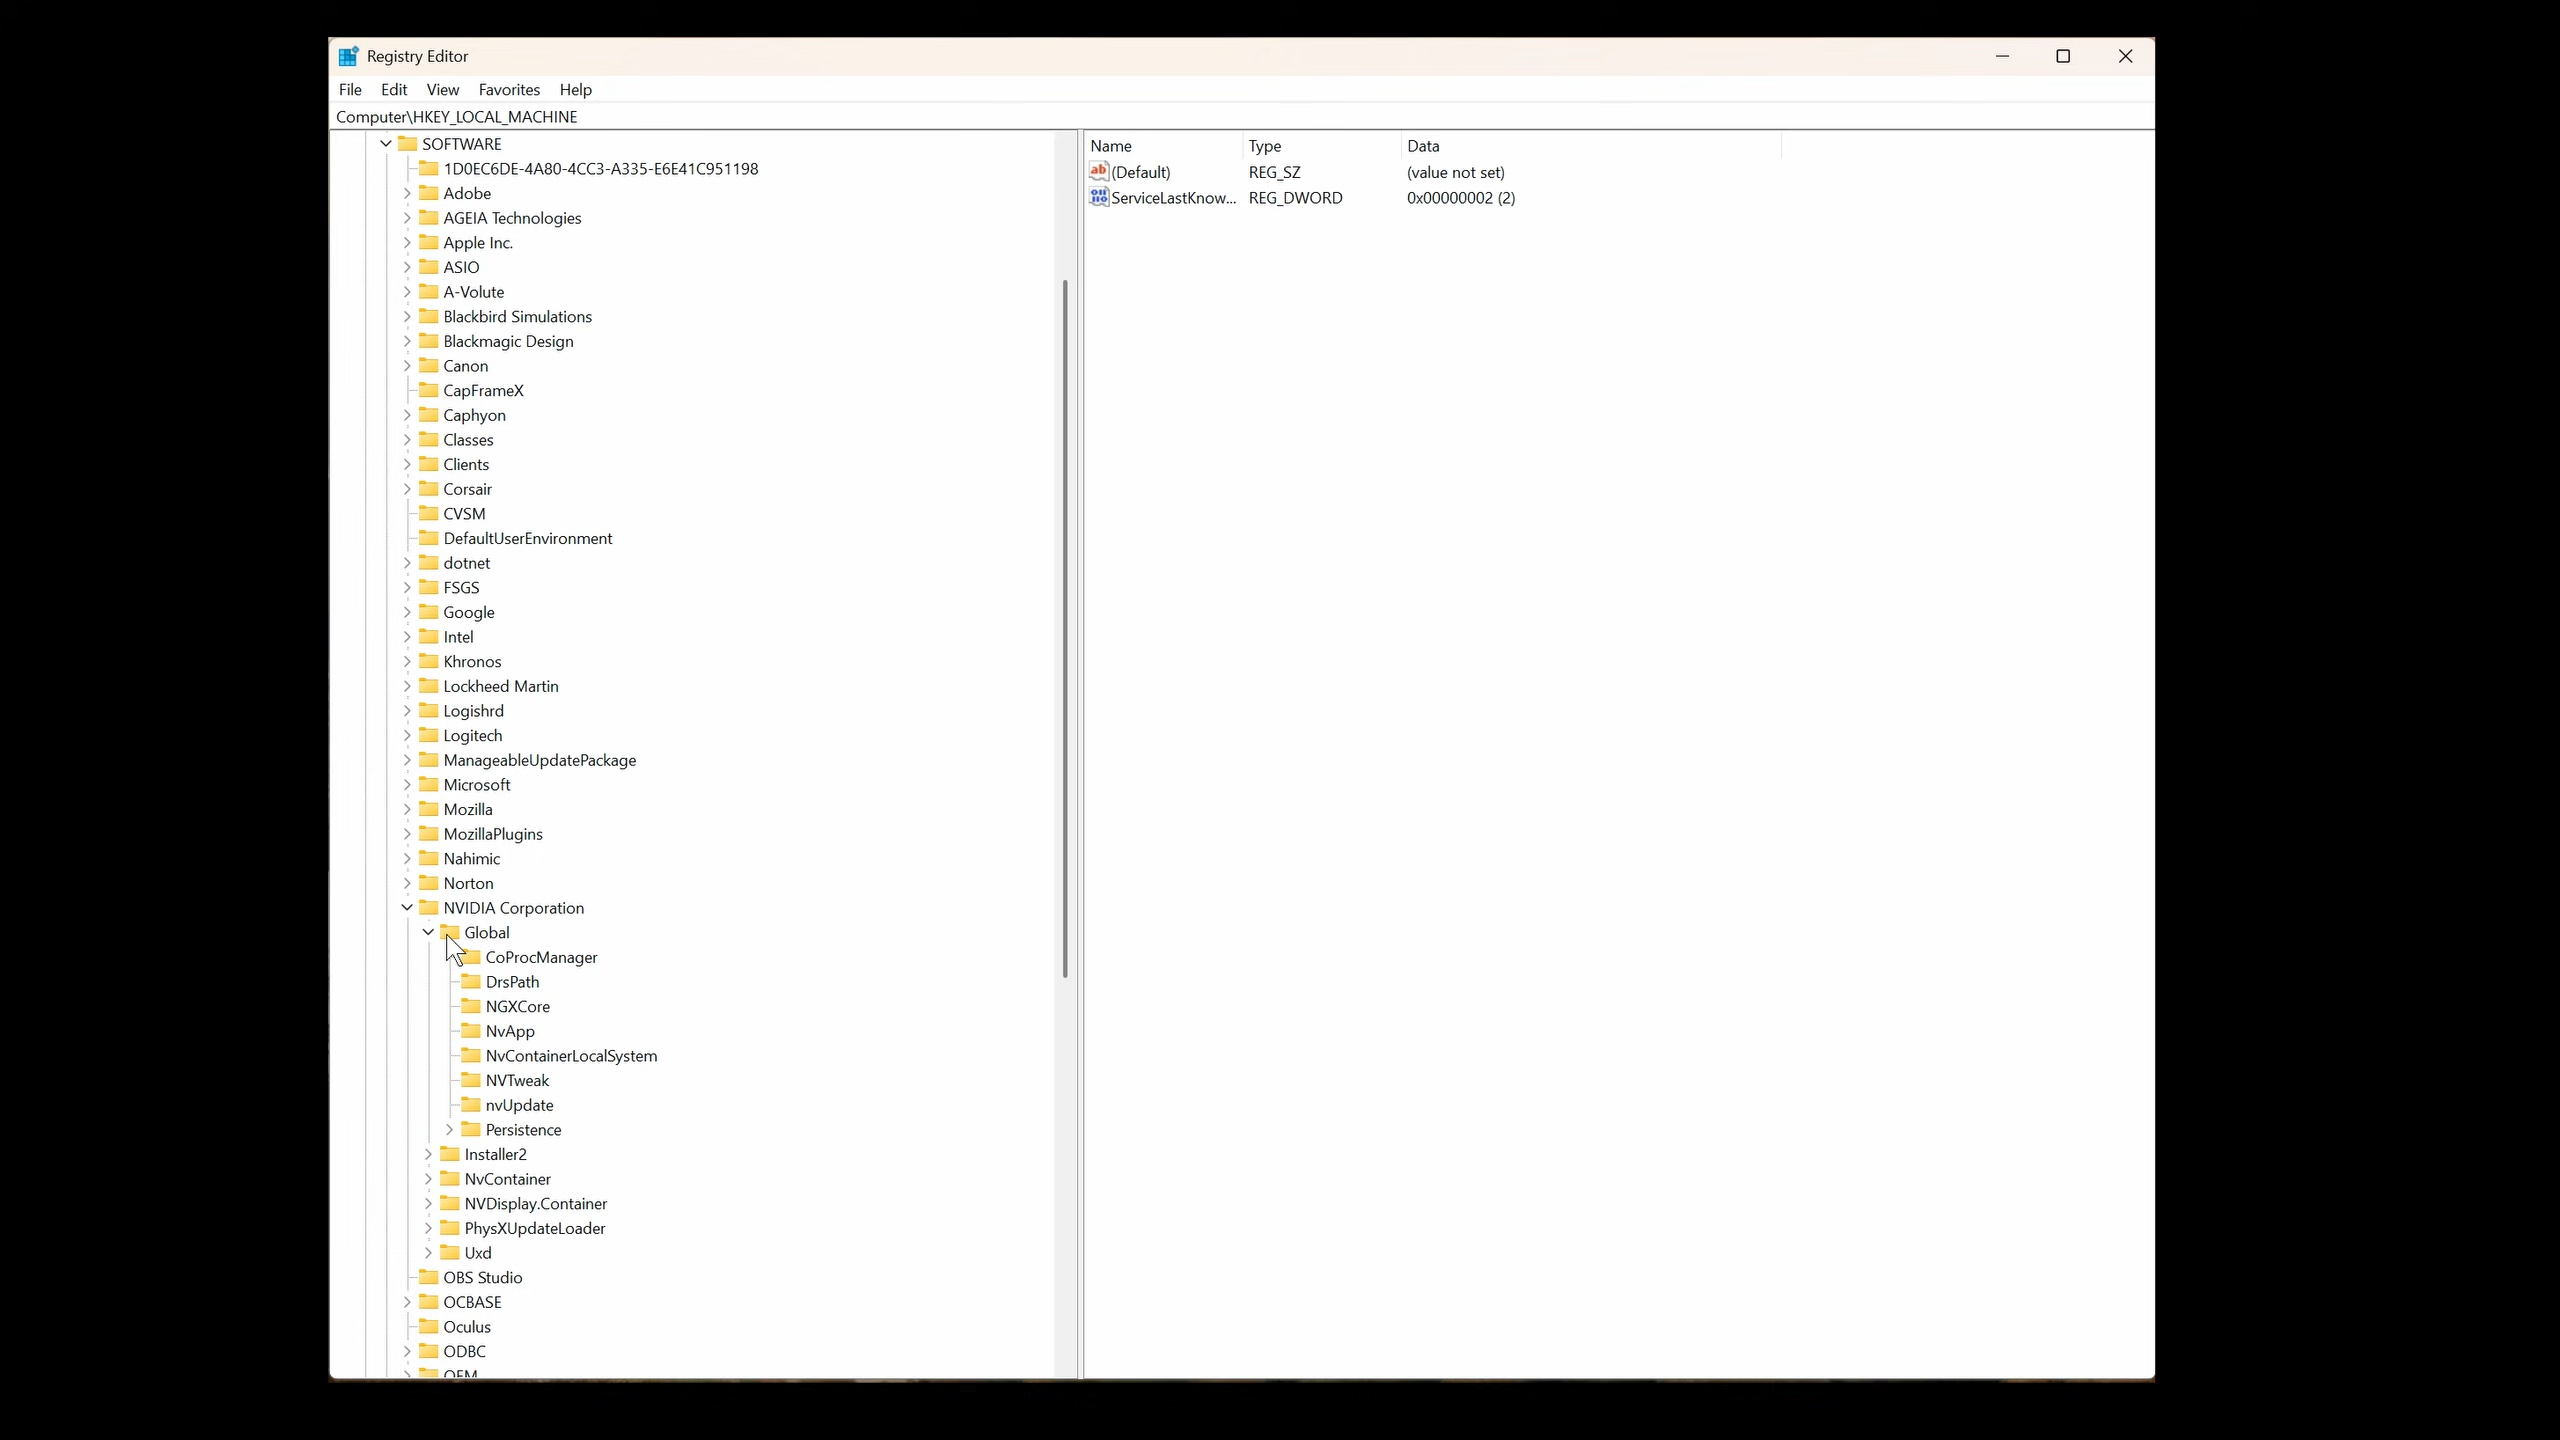 Registry Editor
File Edit View Favorites Help
Computer\HKEY_LOCAL_MACHINE
SOFTWARE
1D0EC6DE-4A80-4CC3-A335-E6E41C951198
Adobe
AGEIA Technologies
Apple Inc.
ASIO
A-Volute
Blackbird Simulations
Blackmagic Design
Canon
CapFrameX
Caphyon
Classes
Clients
Corsair
CVSM
DefaultUserEnvironment
dotnet
FSGS
Google
Intel
Khronos
Lockheed Martin
Logishrd
Logitech
ManageableUpdatePackage
Microsoft
Mozilla
MozillaPlugins
Nahimic
Norton
NVIDIA Corporation
Global
CoProcManager
DrsPath
NGXCore
NvApp
NvContainerLocalSystem
NVTweak
nvUpdate
Persistence
Installer2
NvContainer
NVDisplay.Container
PhysXUpdateLoader
Uxd
OBS Studio
OCBASE
Oculus
ODBC
OEM
Name Type Data
(Default) REG_SZ (value not set)
ServiceLastKnow... REG_DWORD 0x00000002 (2)